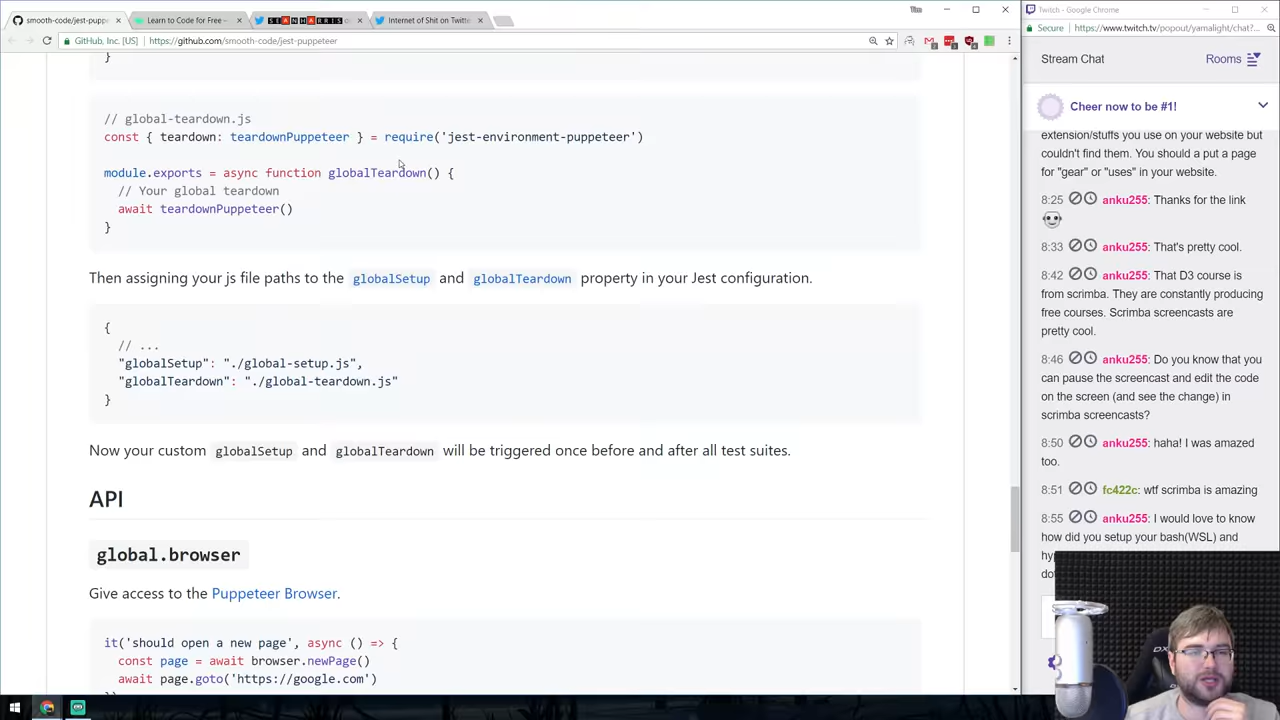 smooth-code/jest-puppete
Learn to Code for Free –
SEANHARRIS
Internet of Shit on Twitte
Twitch - Google Chrome
GitHub, Inc. [US]
https://github.com/smooth-code/jest-puppeteer
Secure
https://www.twitch.tv/popout/yamalight/chat?...
}
// global-teardown.js
const { teardown: teardownPuppeteer } = require('jest-environment-puppeteer')
module.exports = async function globalTeardown() {
// Your global teardown
await teardownPuppeteer()
}
Then assigning your js file paths to the globalSetup and globalTeardown property in your Jest configuration.
{
// ...
"globalSetup": "./global-setup.js",
"globalTeardown": "./global-teardown.js"
}
Now your custom globalSetup and globalTeardown will be triggered once before and after all test suites.
API
global.browser
Give access to the Puppeteer Browser.
it('should open a new page', async () => {
const page = await browser.newPage()
await page.goto('https://google.com')
Stream Chat
Rooms
Cheer now to be #1!
extension/stuffs you use on your website but
couldn't find them. You should a put a page
for "gear" or "uses" in your website.
8:25 anku255: Thanks for the link
8:33 anku255: That's pretty cool.
8:42 anku255: That D3 course is
from scrimba. They are constantly producing
free courses. Scrimba screencasts are
pretty cool.
8:46 anku255: Do you know that you
can pause the screencast and edit the code
on the screen (and see the change) in
scrimba screencasts?
8:50 anku255: haha! I was amazed
too.
8:51 fc422c: wtf scrimba is amazing
8:55 anku255: I would love to know
how did you setup your bash(WSL) and